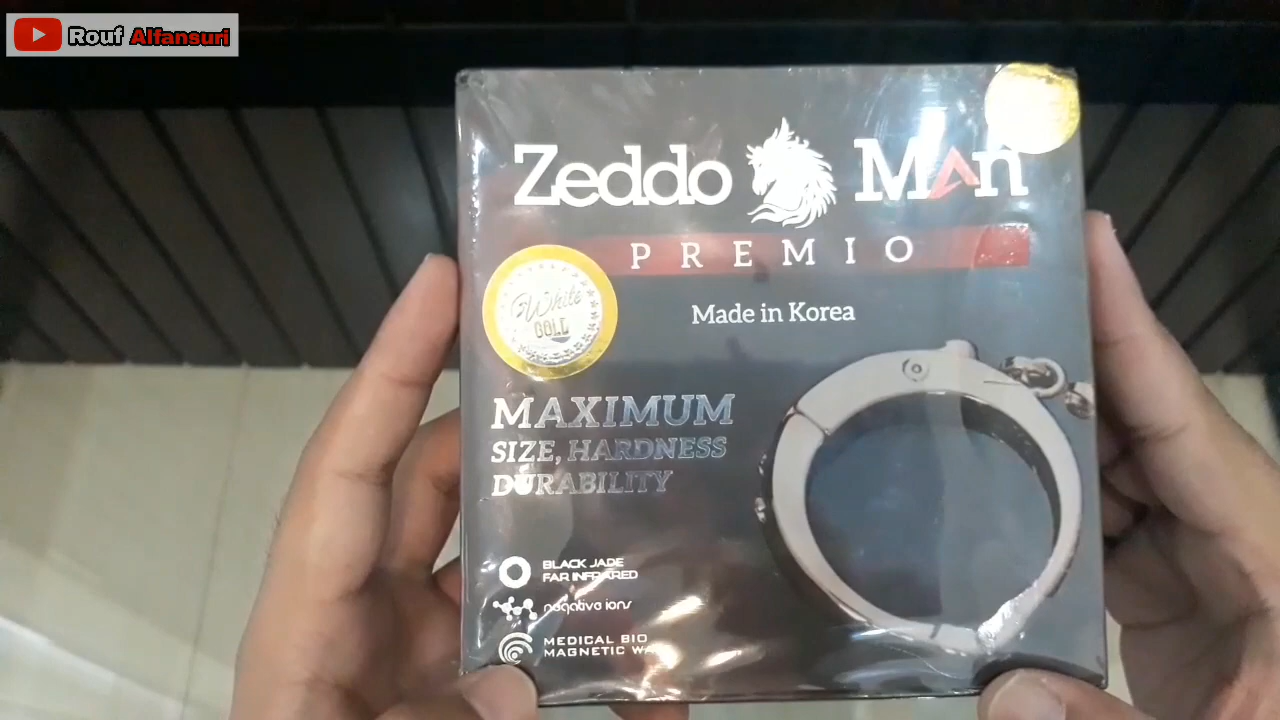 Rouf Alfansuri
Zeddo Man
PREMIO
Made in Korea
White
GOLL
MAXIMUM
SIZE, HARDNESS
DURABILITY
BLACK JADE
FAR INFRARED
negative ions
MEDICAL BIO
MAGNETIC